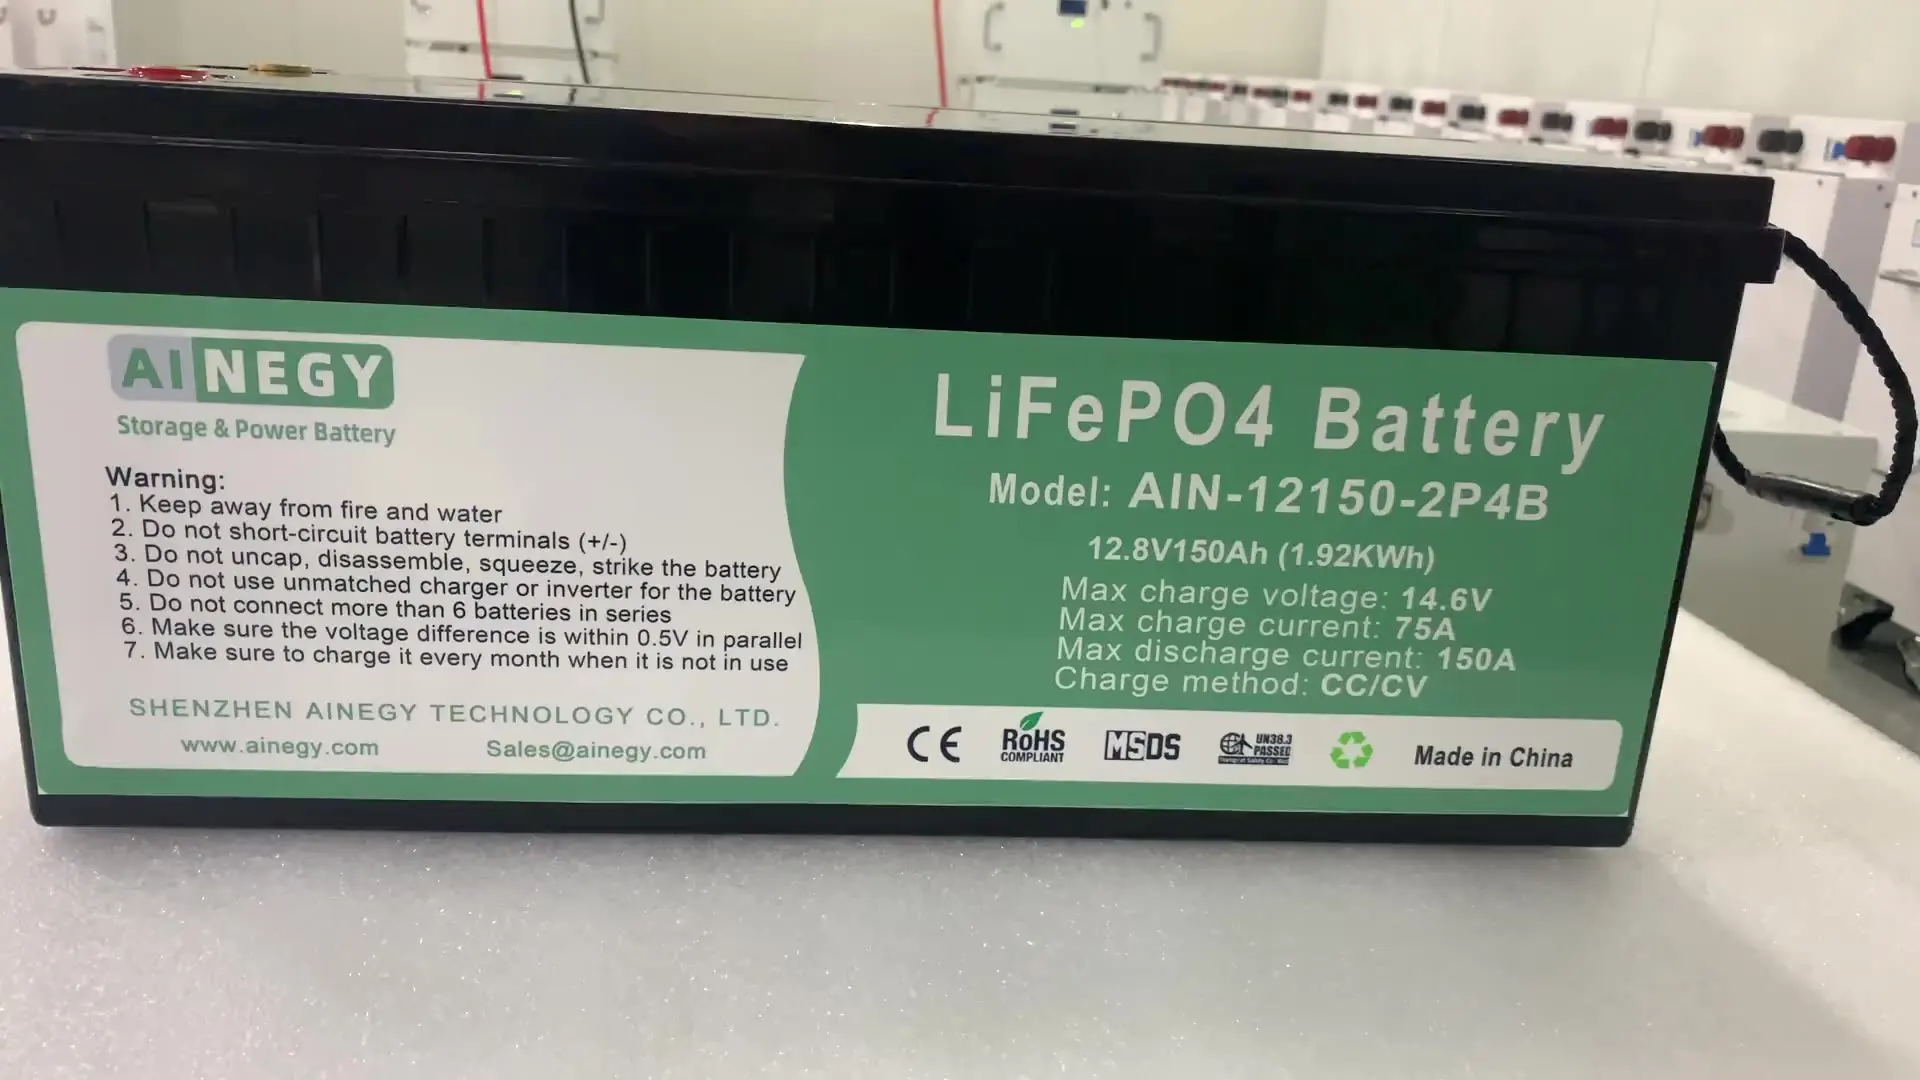 AINEGY
Storage & Power Battery
Warning:
1. Keep away from fire and water
2. Do not short-circuit battery terminals (+/-)
3. Do not uncap, disassemble, squeeze, strike the battery
4. Do not use unmatched charger or inverter for the battery
5. Do not connect more than 6 batteries in series
6. Make sure the voltage difference is within 0.5V in parallel
7. Make sure to charge it every month when it is not in use
SHENZHEN AINEGY TECHNOLOGY CO., LTD.
www.ainegy.com Sales@ainegy.com
LiFePO4 Battery
Model: AIN-12150-2P4B
12.8V150Ah (1.92KWh)
Max charge voltage: 14.6V
Max charge current: 75A
Max discharge current: 150A
Charge method: CC/CV
CE
RoHS
COMPLIANT
MSDS
UN38.3
PASSED
Made in China